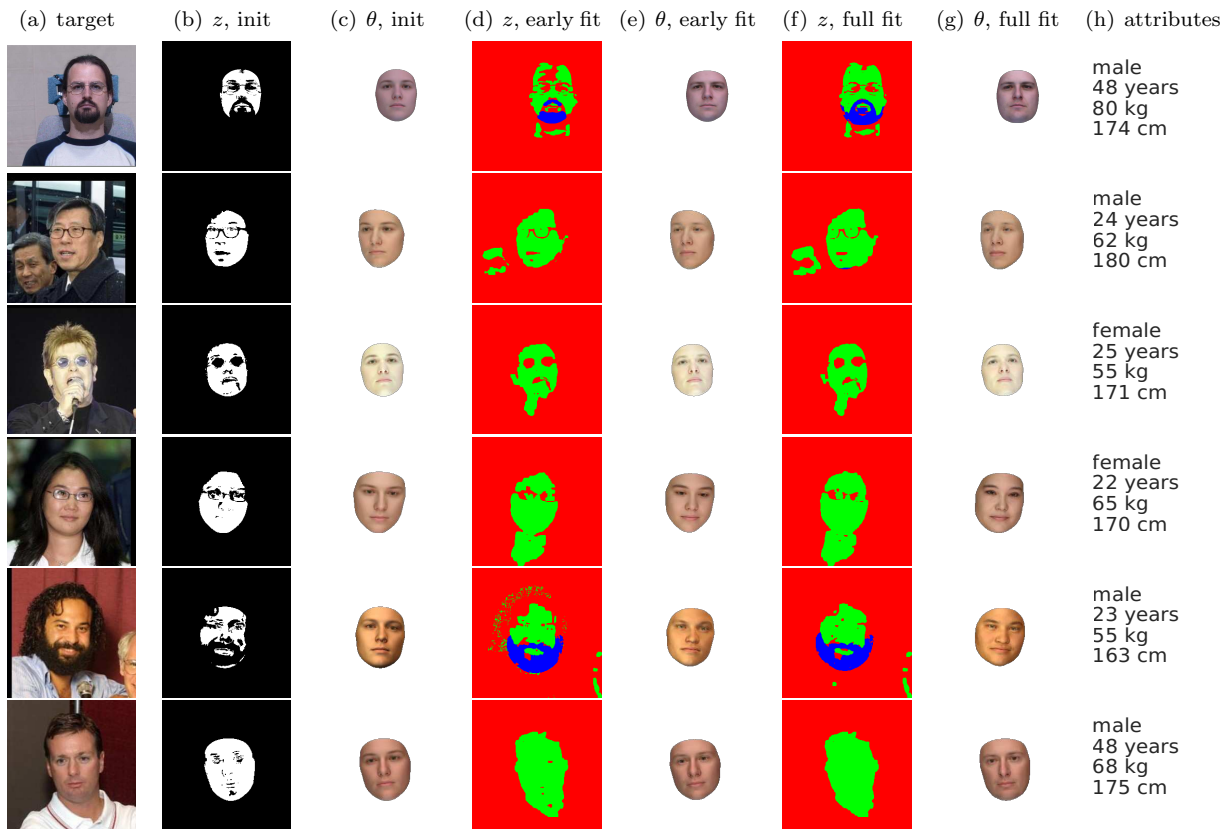 (a) target (b) z, init (c) θ, init (d) z, early fit (e) θ, early fit (f) z, full fit (g) θ, full fit (h) attributes
male
48 years
80 kg
174 cm
male
24 years
62 kg
180 cm
female
25 years
55 kg
171 cm
female
22 years
65 kg
170 cm
male
23 years
55 kg
163 cm
male
48 years
68 kg
175 cm